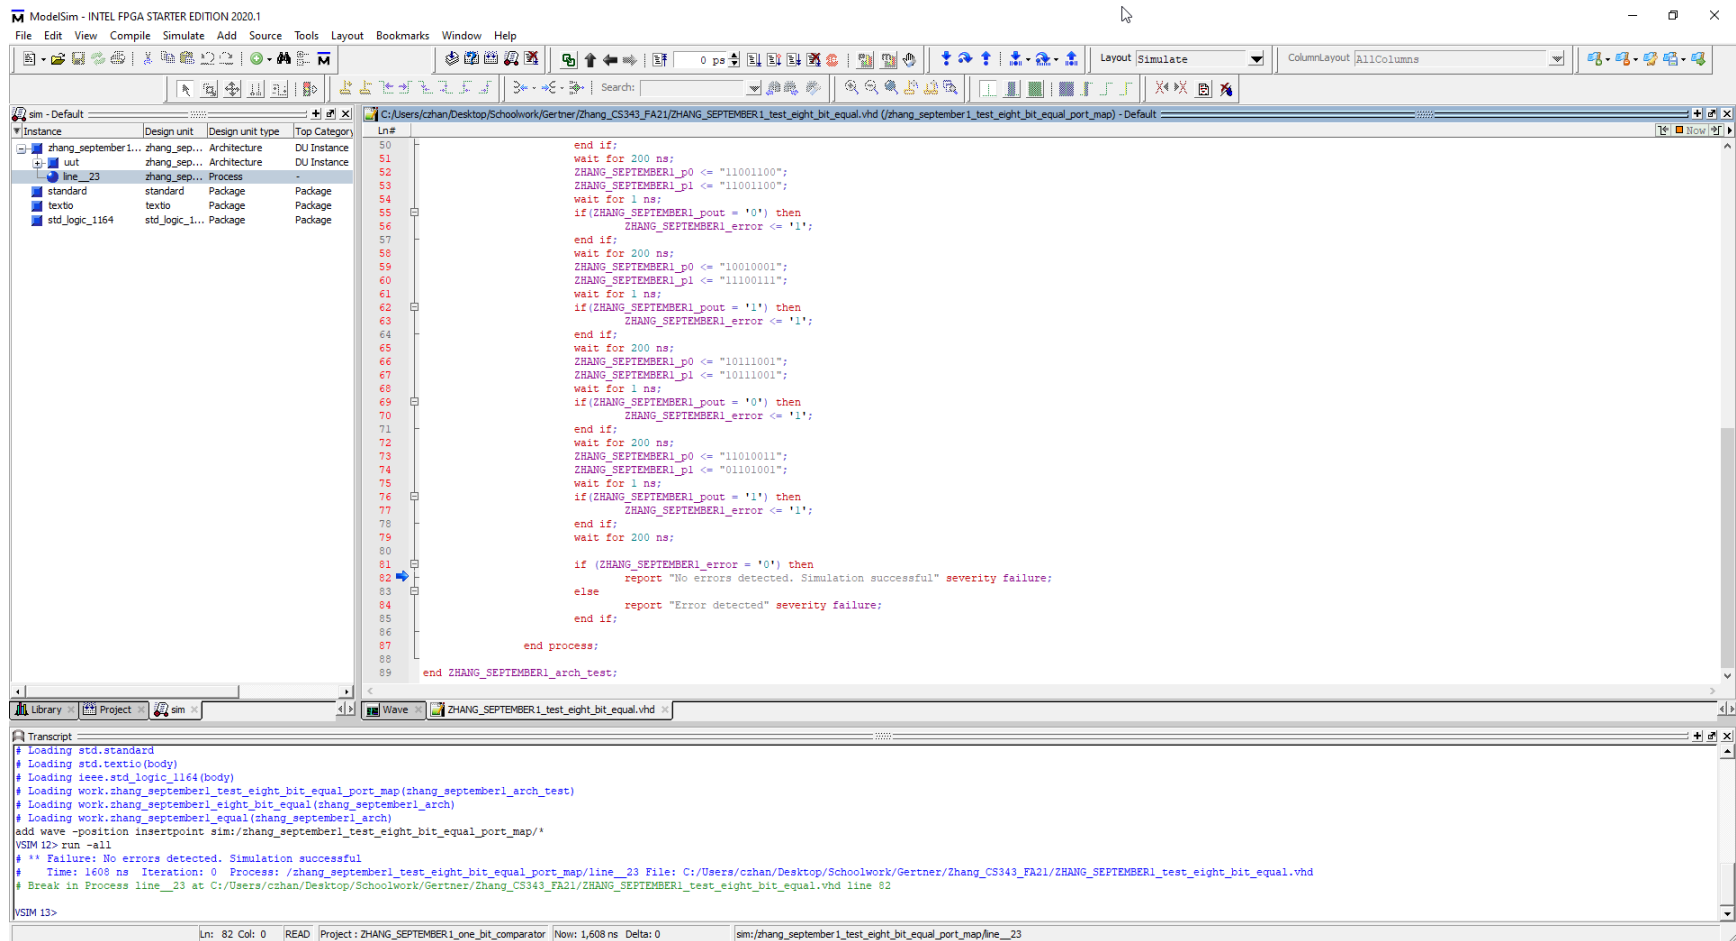 ModelSim - INTEL FPGA STARTER EDITION 2020.1
File Edit View Compile Simulate Add Source Tools Layout Bookmarks Window Help
0 ps Layout Simulate ColumnLayout AllColumns
Search:
sim - Default
Instance Design unit Design unit type Top Category
zhang_september1... zhang_sep... Architecture DU Instance
uut zhang_sep... Architecture DU Instance
line__23 zhang_sep... Process -
standard standard Package Package
textio textio Package Package
std_logic_1164 std_logic_1... Package Package
Library Project sim
C:/Users/czhan/Desktop/Schoolwork/Gertner/Zhang_CS343_FA21/ZHANG_SEPTEMBER1_test_eight_bit_equal.vhd (/zhang_september1_test_eight_bit_equal_port_map) - Default
Ln# Now
50 end if;
51 wait for 200 ns;
52 ZHANG_SEPTEMBER1_p0 <= "11001100";
53 ZHANG_SEPTEMBER1_p1 <= "11001100";
54 wait for 1 ns;
55 if(ZHANG_SEPTEMBER1_pout = '0') then
56 ZHANG_SEPTEMBER1_error <= '1';
57 end if;
58 wait for 200 ns;
59 ZHANG_SEPTEMBER1_p0 <= "10010001";
60 ZHANG_SEPTEMBER1_p1 <= "11100111";
61 wait for 1 ns;
62 if(ZHANG_SEPTEMBER1_pout = '1') then
63 ZHANG_SEPTEMBER1_error <= '1';
64 end if;
65 wait for 200 ns;
66 ZHANG_SEPTEMBER1_p0 <= "10111001";
67 ZHANG_SEPTEMBER1_p1 <= "10111001";
68 wait for 1 ns;
69 if(ZHANG_SEPTEMBER1_pout = '0') then
70 ZHANG_SEPTEMBER1_error <= '1';
71 end if;
72 wait for 200 ns;
73 ZHANG_SEPTEMBER1_p0 <= "11010011";
74 ZHANG_SEPTEMBER1_p1 <= "01101001";
75 wait for 1 ns;
76 if(ZHANG_SEPTEMBER1_pout = '1') then
77 ZHANG_SEPTEMBER1_error <= '1';
78 end if;
79 wait for 200 ns;
80
81 if (ZHANG_SEPTEMBER1_error = '0') then
82 report "No errors detected. Simulation successful" severity failure;
83 else
84 report "Error detected" severity failure;
85 end if;
86
87 end process;
88
89 end ZHANG_SEPTEMBER1_arch_test;
Wave ZHANG_SEPTEMBER1_test_eight_bit_equal.vhd
Transcript
# Loading std.standard
# Loading std.textio(body)
# Loading ieee.std_logic_1164(body)
# Loading work.zhang_september1_test_eight_bit_equal_port_map(zhang_september1_arch_test)
# Loading work.zhang_september1_eight_bit_equal(zhang_september1_arch)
# Loading work.zhang_september1_equal(zhang_september1_arch)
add wave -position insertpoint sim:/zhang_september1_test_eight_bit_equal_port_map/*
VSIM 12> run -all
# ** Failure: No errors detected. Simulation successful
# Time: 1608 ns Iteration: 0 Process: /zhang_september1_test_eight_bit_equal_port_map/line__23 File: C:/Users/czhan/Desktop/Schoolwork/Gertner/Zhang_CS343_FA21/ZHANG_SEPTEMBER1_test_eight_bit_equal.vhd
# Break in Process line__23 at C:/Users/czhan/Desktop/Schoolwork/Gertner/Zhang_CS343_FA21/ZHANG_SEPTEMBER1_test_eight_bit_equal.vhd line 82
VSIM 13>
Ln: 82 Col: 0 READ Project : ZHANG_SEPTEMBER1_one_bit_comparator Now: 1,608 ns Delta: 0 sim:/zhang_september1_test_eight_bit_equal_port_map/line__23